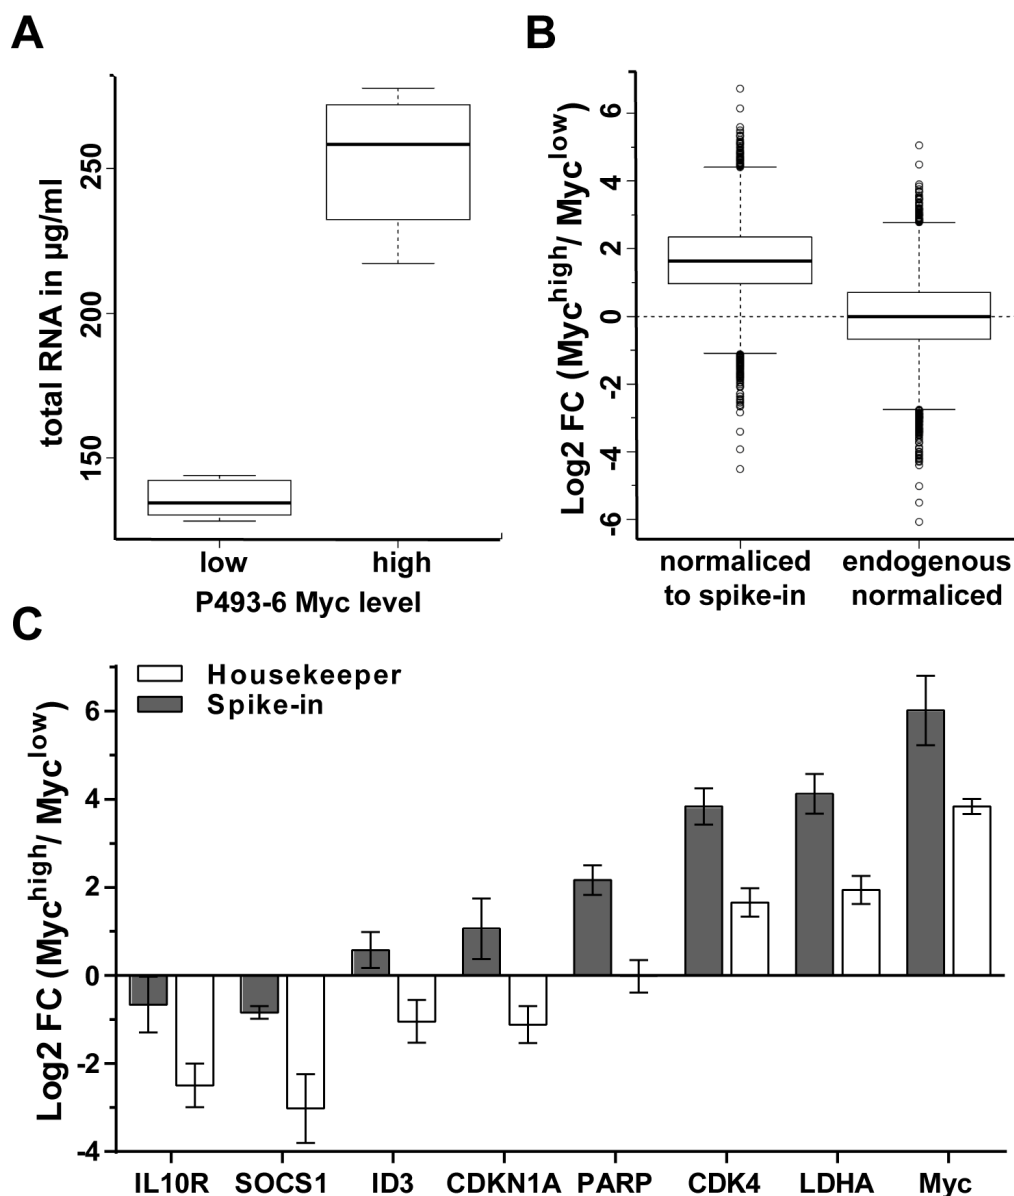 A
B
total RNA in µg/ml
250
200
150
low high
P493-6 Myc level
Log2 FC (Myc^high/ Myc^low)
6
4
2
0
-2
-4
-6
normaliced endogenous
to spike-in normaliced
C
Housekeeper
Spike-in
Log2 FC (Myc^high/ Myc^low)
6
4
2
0
-2
-4
IL10R SOCS1 ID3 CDKN1A PARP CDK4 LDHA Myc